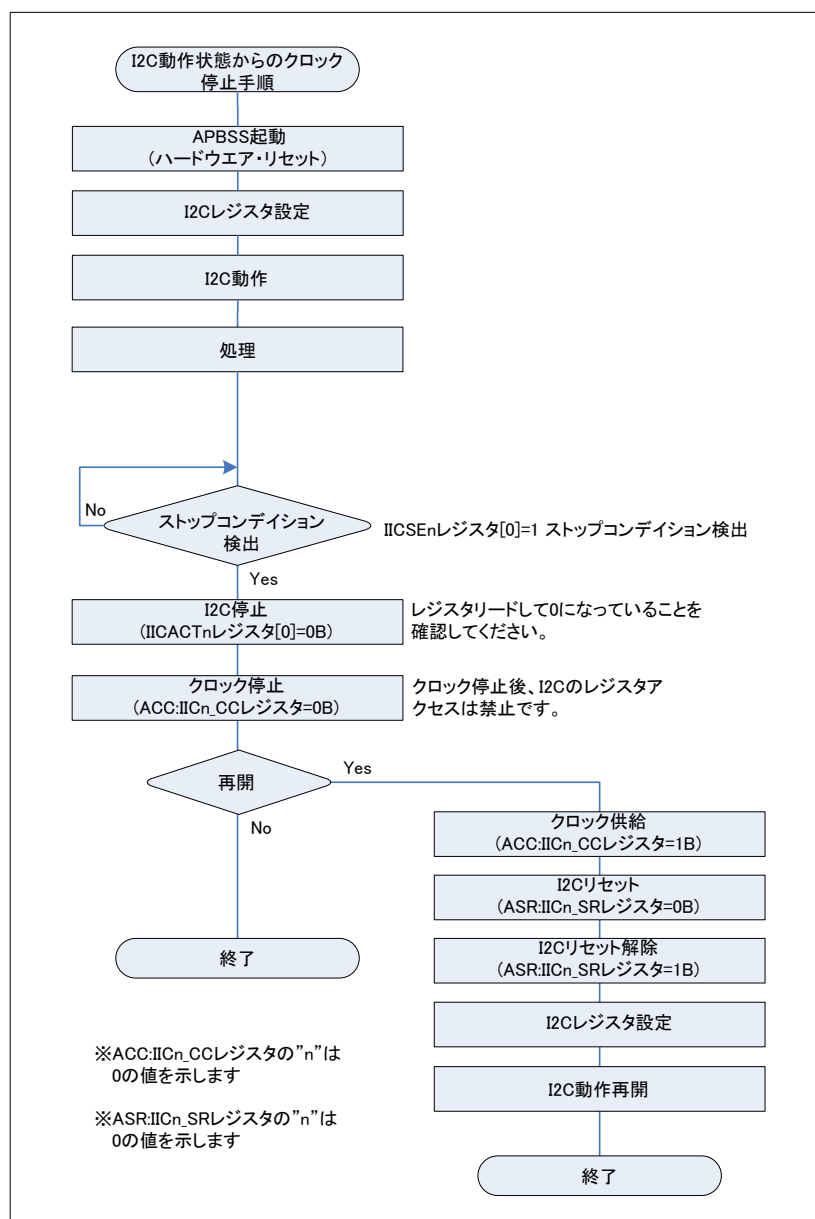 I2C動作状態からのクロック
停止手順
APBSS起動
(ハードウエア・リセット)
I2Cレジスタ設定
I2C動作
処理
No
ストップコンデイション
検出
IICSEnレジスタ[0]=1 ストップコンデイション検出
Yes
I2C停止
(IICACTnレジスタ[0]=0B)
レジスタリードして0になっていることを
確認してください。
クロック停止
(ACC:IICn_CCレジスタ=0B)
クロック停止後、I2Cのレジスタア
クセスは禁止です。
再開
Yes
No
クロック供給
(ACC:IICn_CCレジスタ=1B)
I2Cリセット
(ASR:IICn_SRレジスタ=0B)
I2Cリセット解除
(ASR:IICn_SRレジスタ=1B)
I2Cレジスタ設定
I2C動作再開
終了
終了
※ACC:IICn_CCレジスタの”n”は
0の値を示します
※ASR:IICn_SRレジスタの”n”は
0の値を示します